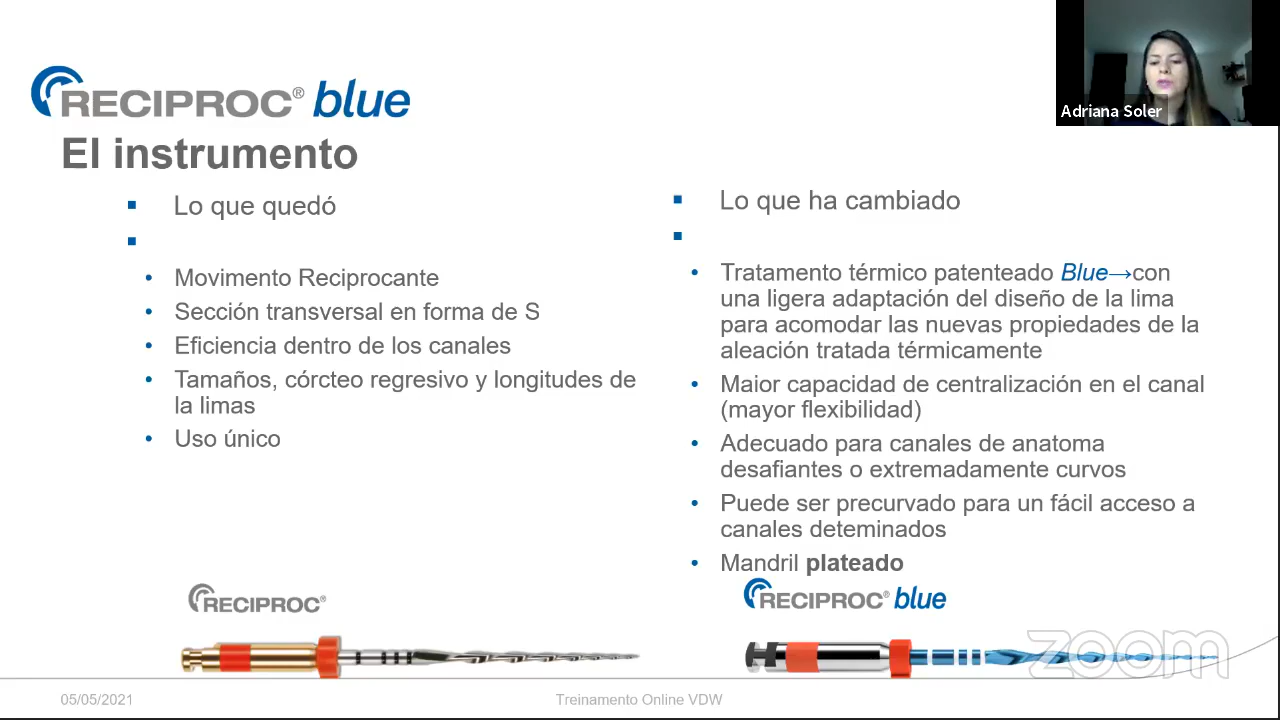 RECIPROC® blue
El instrumento
Lo que quedó
Movimento Reciprocante
Sección transversal en forma de S
Eficiencia dentro de los canales
Tamaños, córcteo regresivo y longitudes de
la limas
Uso único
Lo que ha cambiado
Tratamento térmico patenteado Blue→con
una ligera adaptación del diseño de la lima
para acomodar las nuevas propiedades de la
aleación tratada térmicamente
Maior capacidad de centralización en el canal
(mayor flexibilidad)
Adecuado para canales de anatoma
desafiantes o extremadamente curvos
Puede ser precurvado para un fácil acceso a
canales deteminados
Mandril plateado
RECIPROC®
RECIPROC® blue
Adriana Soler
zoom
05/05/2021
Treinamento Online VDW